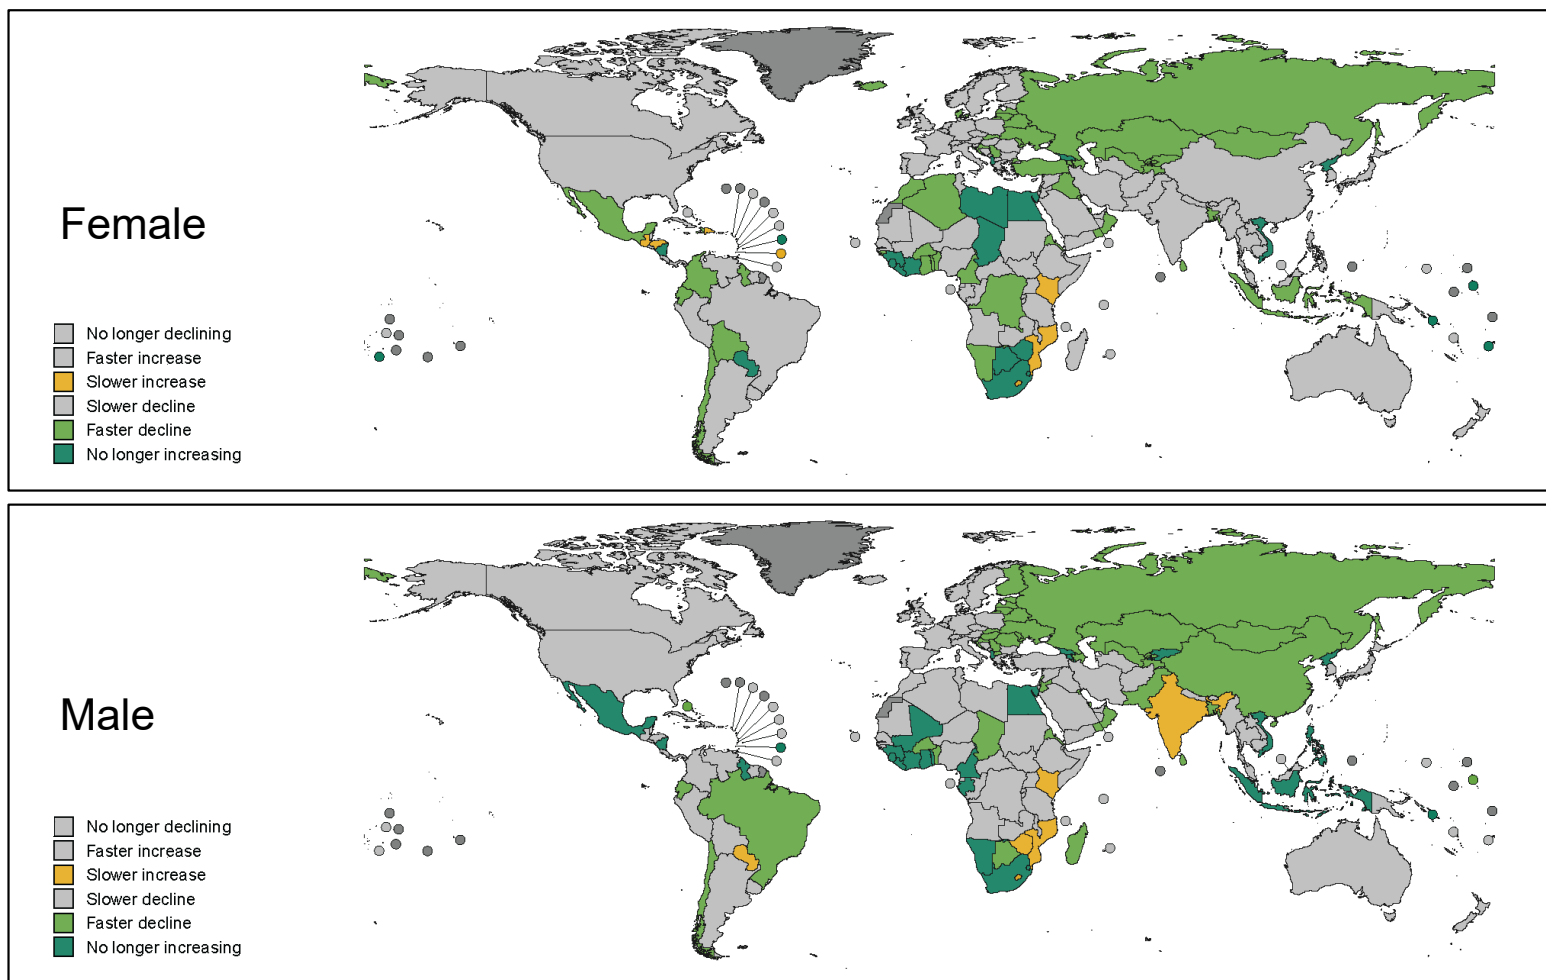 Female
No longer declining
Faster increase
Slower increase
Slower decline
Faster decline
No longer increasing
Male
No longer declining
Faster increase
Slower increase
Slower decline
Faster decline
No longer increasing